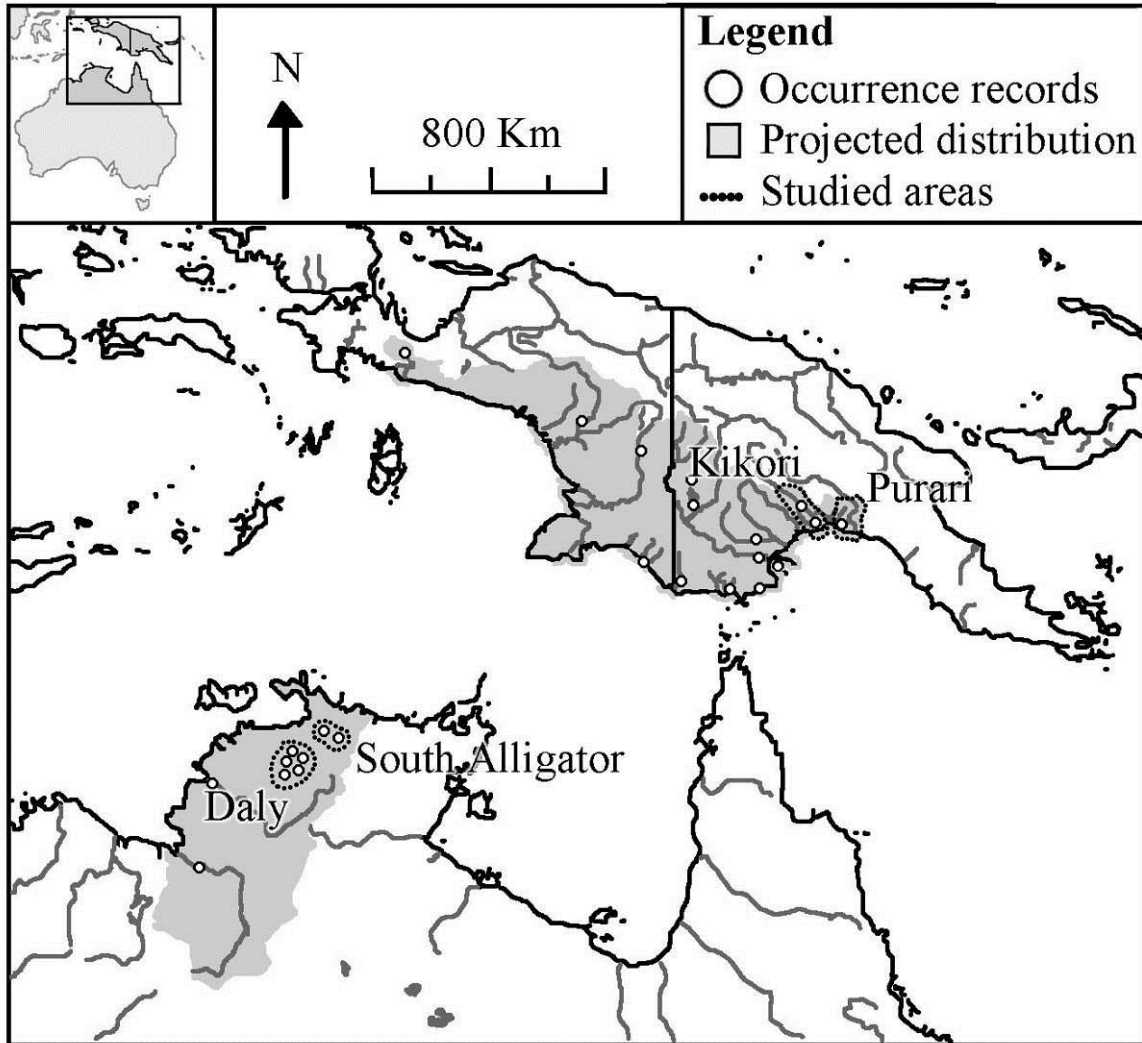 N
800 Km
Legend
Occurrence records
Projected distribution
Studied areas
Kikori
Purari
South Alligator
Daly